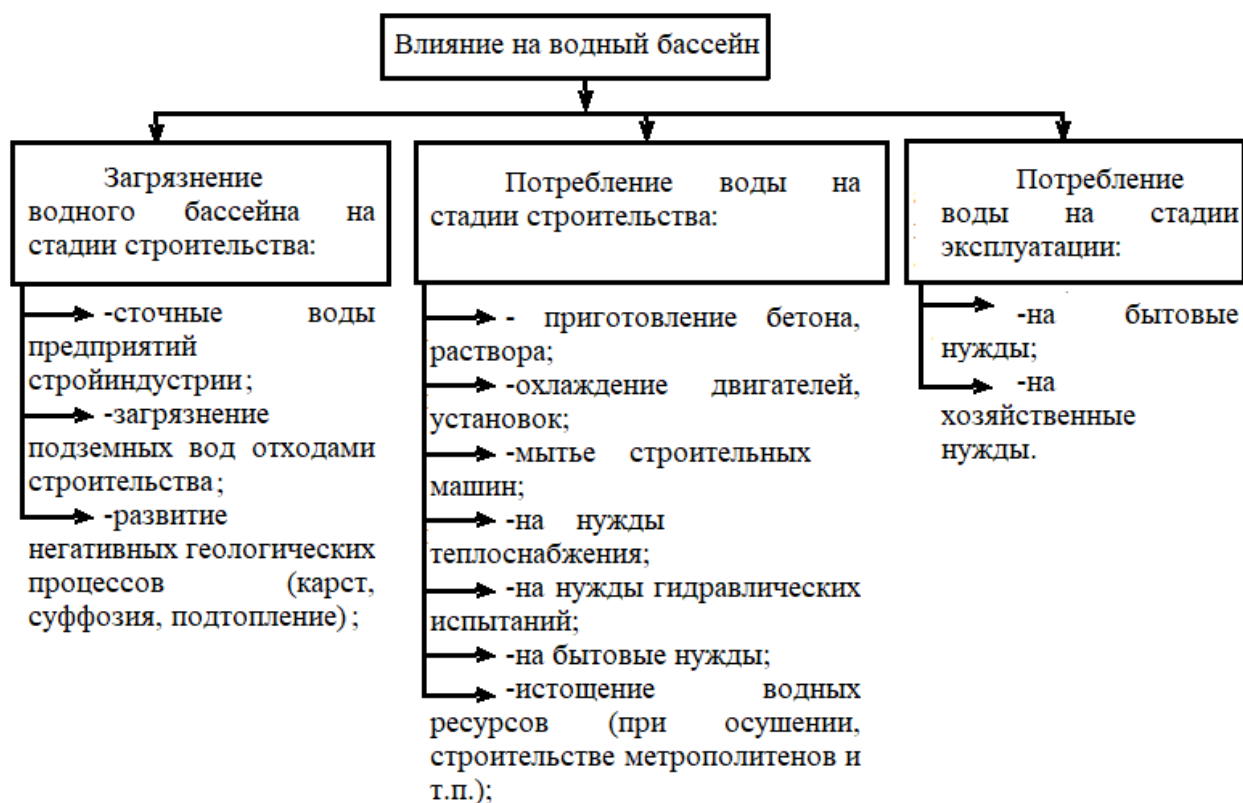 Влияние на водный бассейн
Загрязнение
водного бассейна на
стадии строительства:
-сточные воды
предприятий
стройиндустрии;
-загрязнение
подземных вод отходами
строительства;
-развитие
негативных геологических
процессов (карст,
суффозия, подтопление);
Потребление воды на
стадии строительства:
- приготовление бетона,
раствора;
-охлаждение двигателей,
установок;
-мытье строительных
машин;
-на нужды
теплоснабжения;
-на нужды гидравлических
испытаний;
-на бытовые нужды;
-истощение водных
ресурсов (при осушении,
строительстве метрополитенов и
т.п.);
Потребление
воды на стадии
эксплуатации:
-на бытовые
нужды;
-на
хозяйственные
нужды.